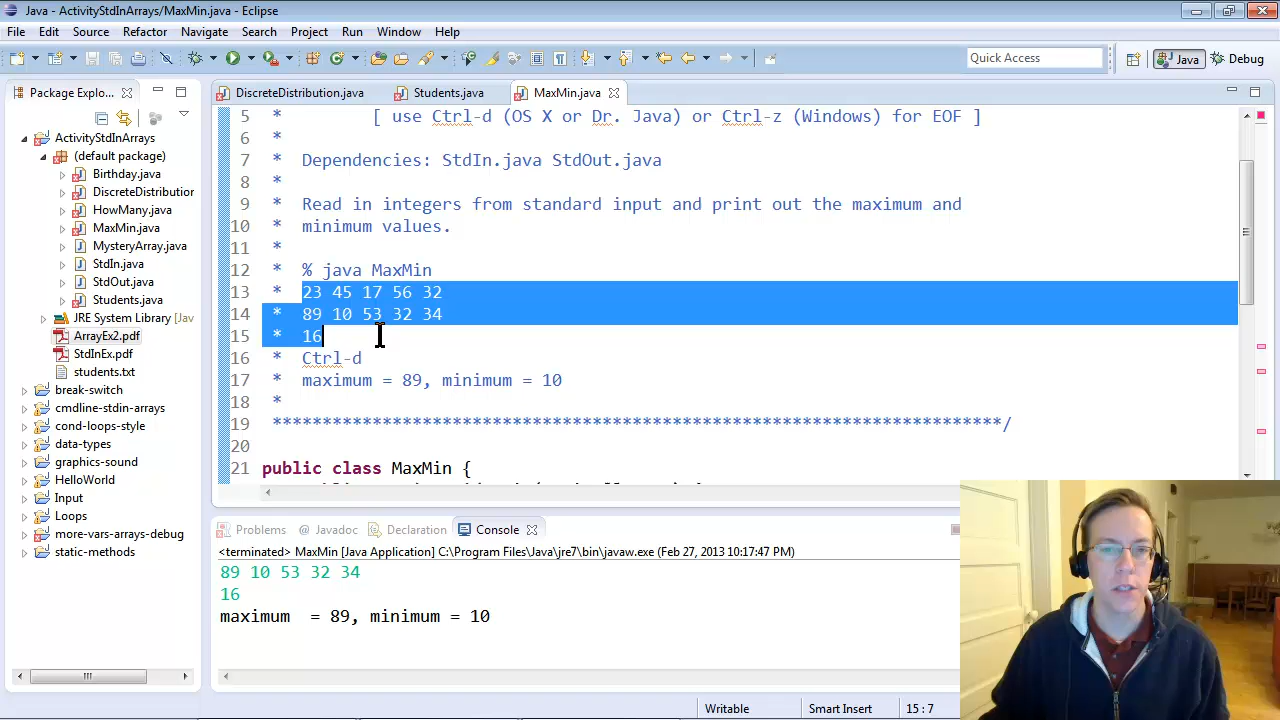 Java - ActivityStdInArrays/MaxMin.java - Eclipse
File Edit Source Refactor Navigate Search Project Run Window Help
Quick Access
Java
Debug
Package Explo...
DiscreteDistribution.java
Students.java
MaxMin.java
ActivityStdInArrays
(default package)
Birthday.java
DiscreteDistribution
HowMany.java
MaxMin.java
MysteryArray.java
StdIn.java
StdOut.java
Students.java
JRE System Library [Jav
ArrayEx2.pdf
StdInEx.pdf
students.txt
break-switch
cmdline-stdin-arrays
cond-loops-style
data-types
graphics-sound
HelloWorld
Input
Loops
more-vars-arrays-debug
static-methods
5 * [ use Ctrl-d (OS X or Dr. Java) or Ctrl-z (Windows) for EOF ]
6 *
7 * Dependencies: StdIn.java StdOut.java
8 *
9 * Read in integers from standard input and print out the maximum and
10 * minimum values.
11 *
12 * % java MaxMin
13 * 23 45 17 56 32
14 * 89 10 53 32 34
15 * 16
16 * Ctrl-d
17 * maximum = 89, minimum = 10
18 *
19 **************************************************************************/
20
21 public class MaxMin {
Problems @ Javadoc Declaration Console
<terminated> MaxMin [Java Application] C:\Program Files\Java\jre7\bin\javaw.exe (Feb 27, 2013 10:17:47 PM)
89 10 53 32 34
16
maximum  = 89, minimum = 10
Writable
Smart Insert
15 : 7